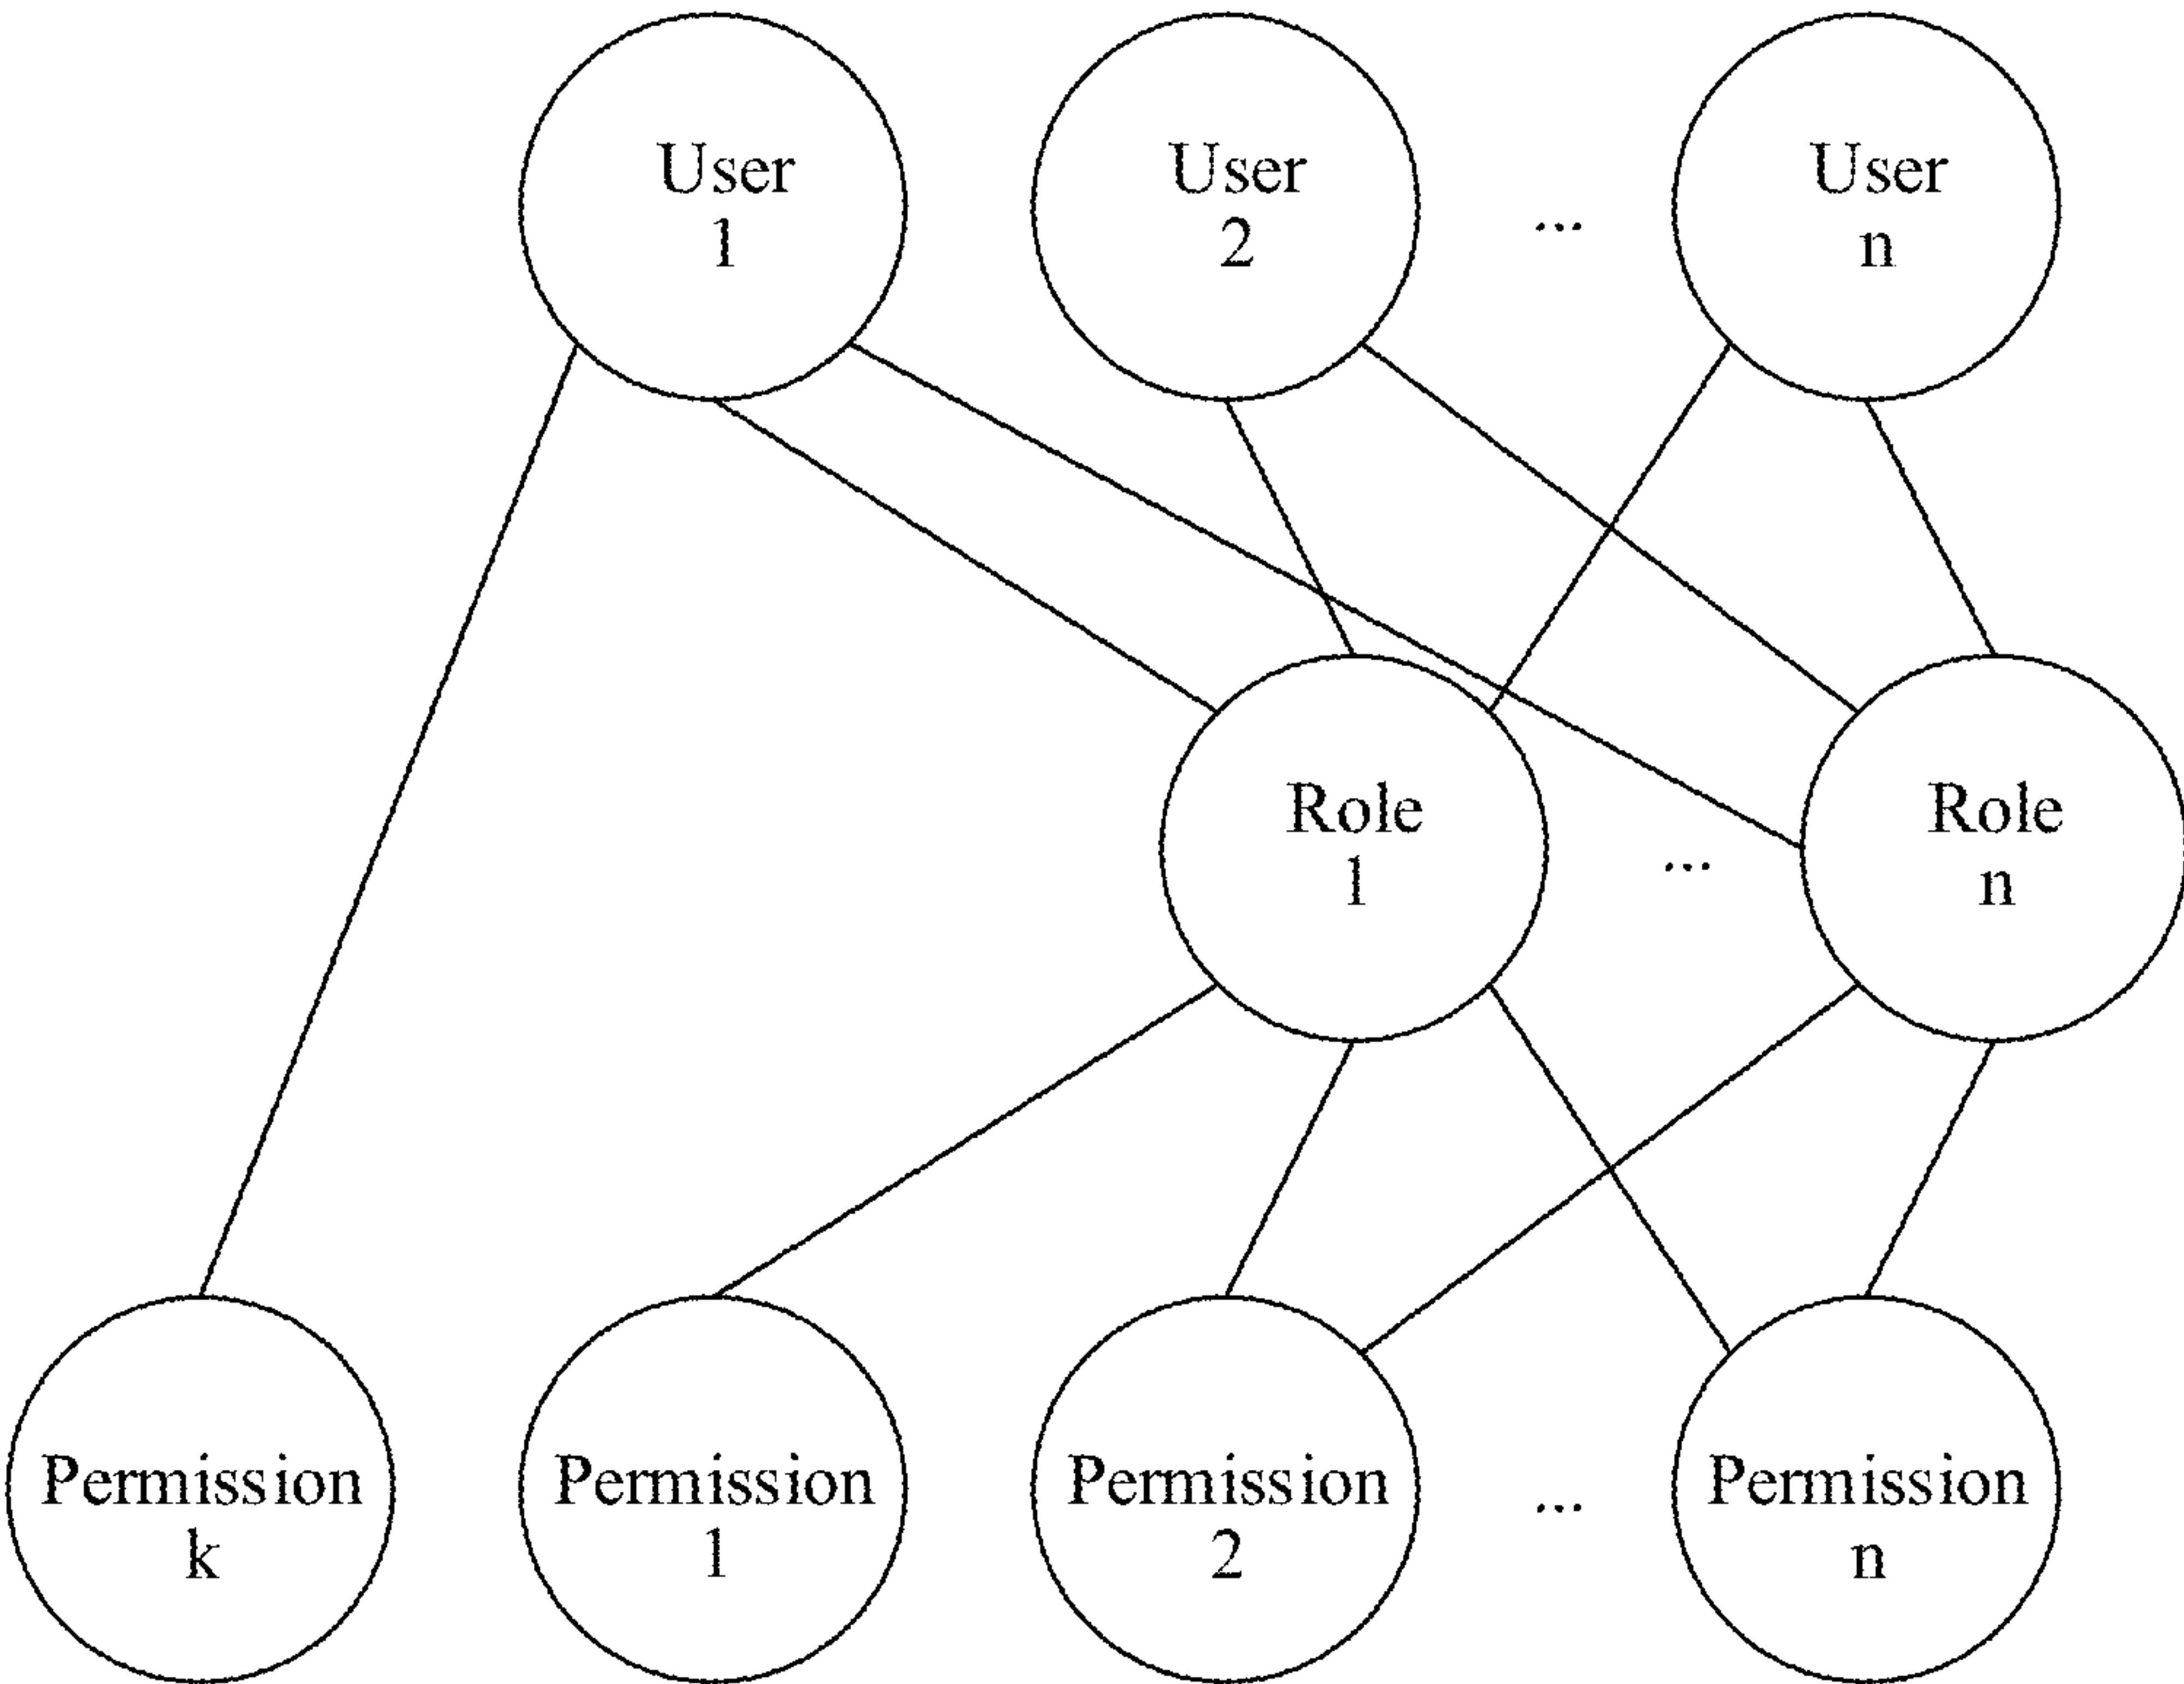 User
1
User
2
...
User
n
Role
1
...
Role
n
Permission
k
Permission
1
Permission
2
...
Permission
n